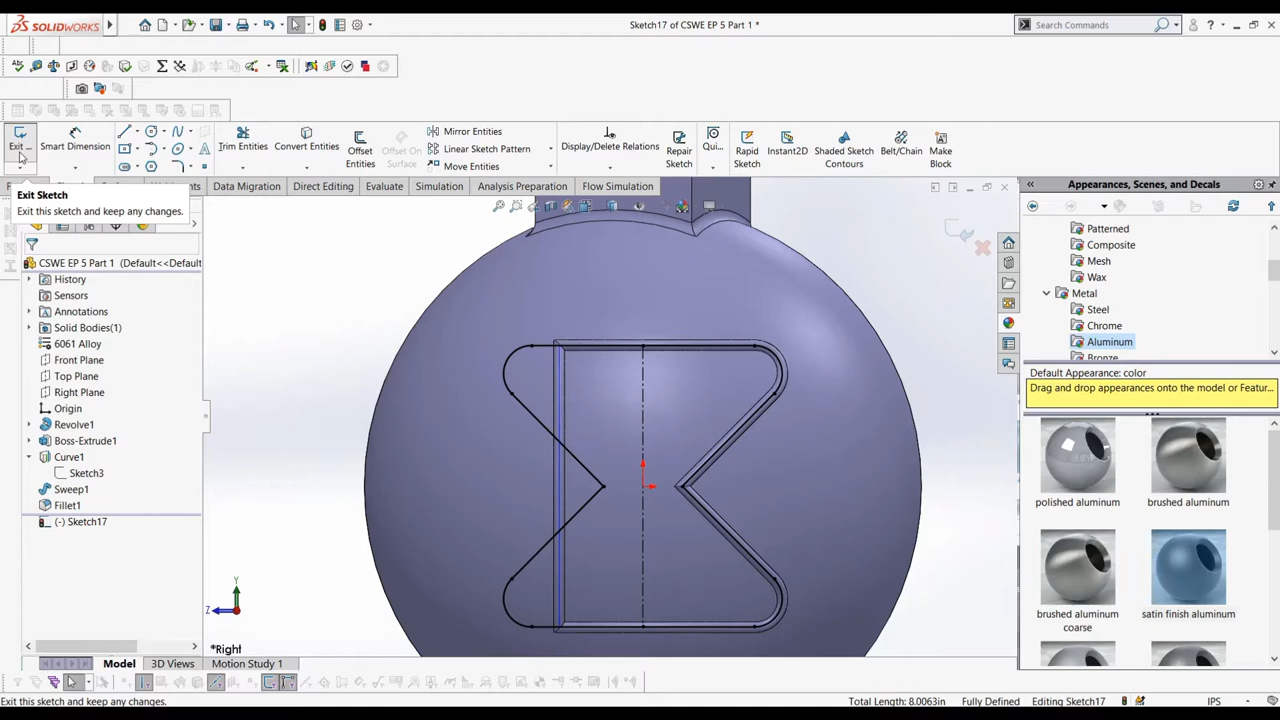 SOLIDWORKS
Sketch17 of CSWE EP 5 Part 1 *
Search Commands
Exit ...
Smart Dimension
Trim Entities
Convert Entities
Offset Entities
Offset On Surface
Mirror Entities
Linear Sketch Pattern
Move Entities
Display/Delete Relations
Repair Sketch
Qui...
Rapid Sketch
Instant2D
Shaded Sketch Contours
Belt/Chain
Make Block
Data Migration
Direct Editing
Evaluate
Simulation
Analysis Preparation
Flow Simulation
Exit Sketch
Exit this sketch and keep any changes.
CSWE EP 5 Part 1 (Default<<Default
History
Sensors
Annotations
Solid Bodies(1)
6061 Alloy
Front Plane
Top Plane
Right Plane
Origin
Revolve1
Boss-Extrude1
Curve1
Sketch3
Sweep1
Fillet1
(-) Sketch17
Y
Z
*Right
Appearances, Scenes, and Decals
Patterned
Composite
Mesh
Wax
Metal
Steel
Chrome
Aluminum
Bronze
Default Appearance: color
Drag and drop appearances onto the model or Featur...
polished aluminum
brushed aluminum
brushed aluminum coarse
satin finish aluminum
Model
3D Views
Motion Study 1
Exit this sketch and keep any changes.
Total Length: 8.0063in
Fully Defined
Editing Sketch17
IPS